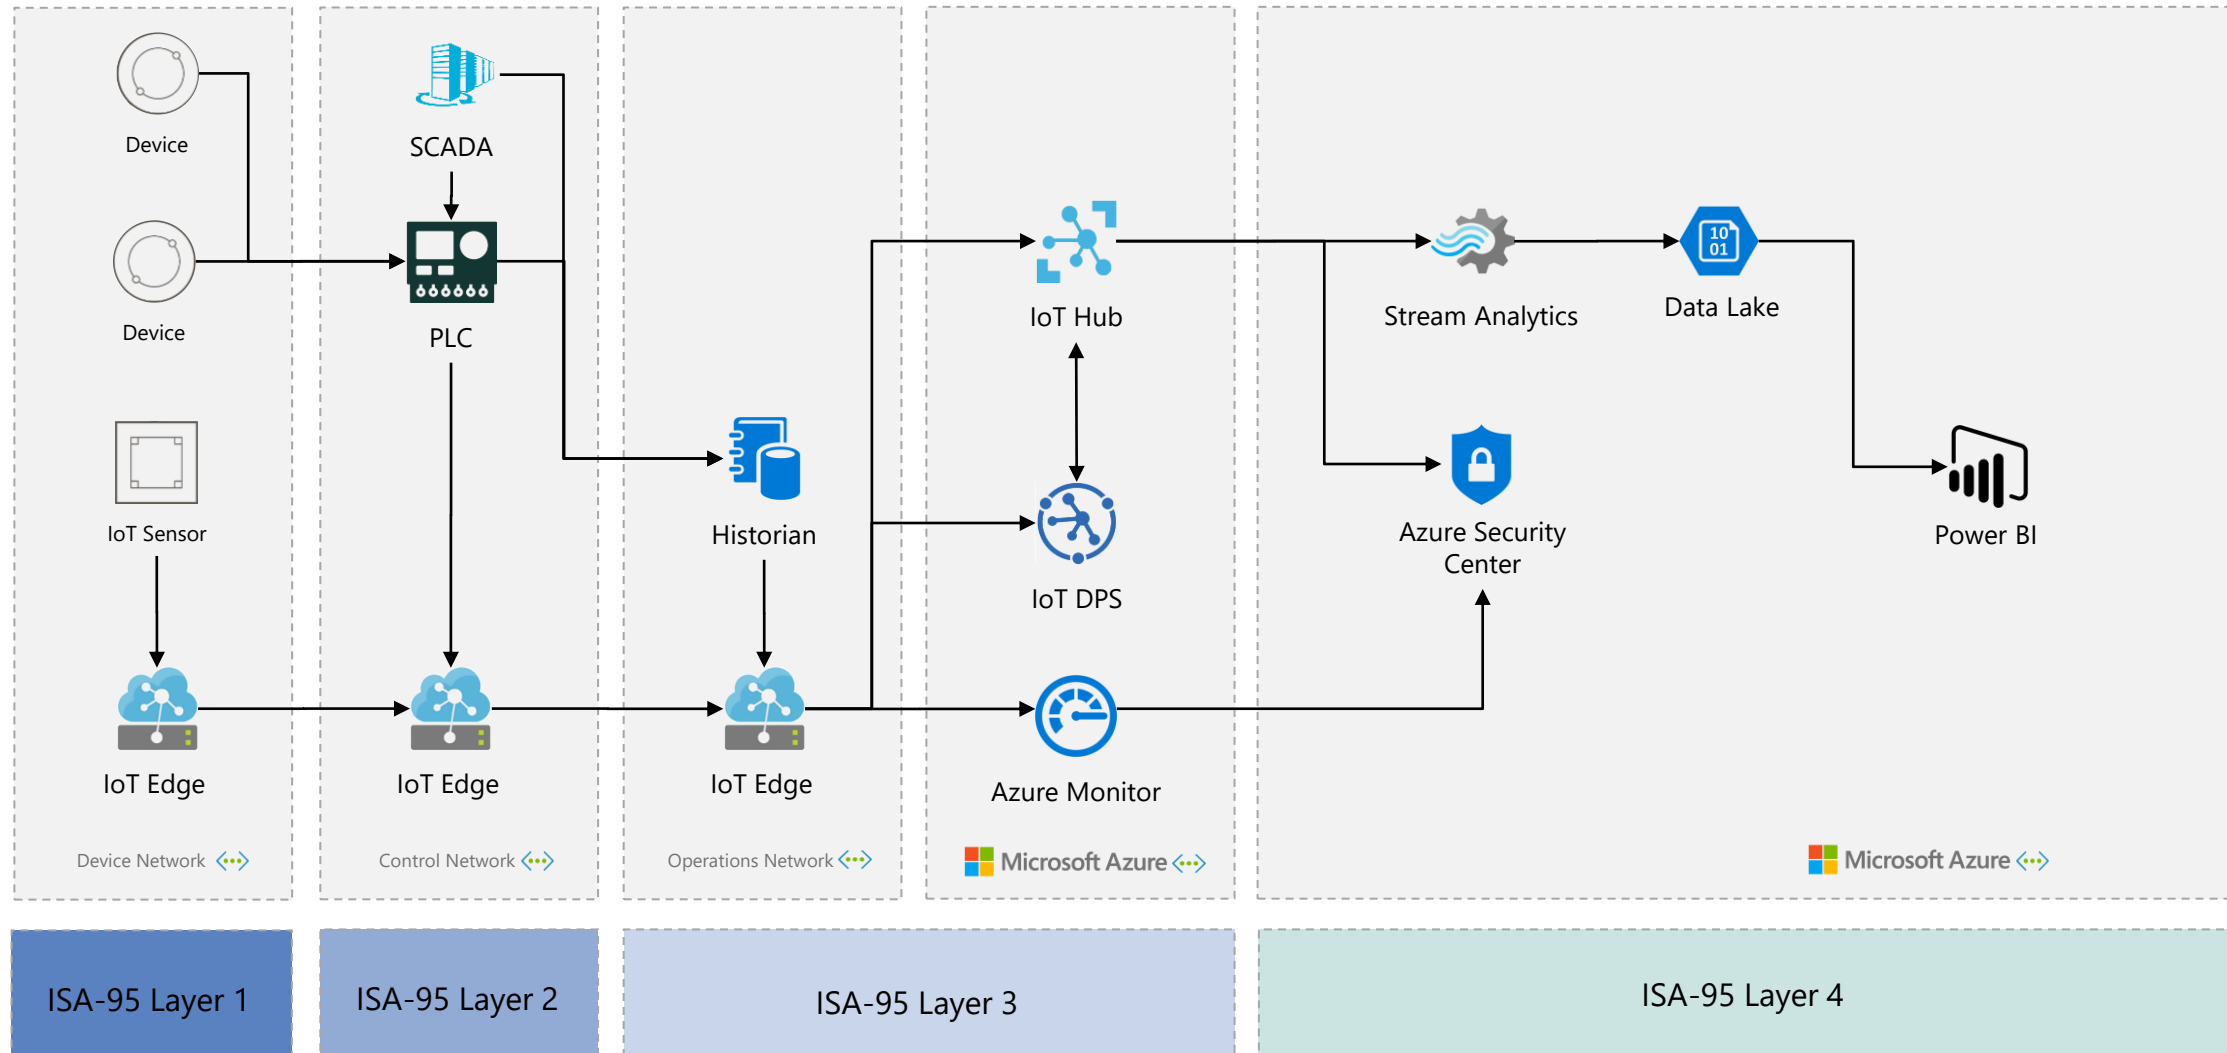 Device
Device
IoT Sensor
IoT Edge
Device Network
SCADA
PLC
IoT Edge
Control Network
Historian
IoT Edge
Operations Network
IoT Hub
IoT DPS
Azure Monitor
Microsoft Azure
Stream Analytics
10
01
Data Lake
Azure Security
Center
Power BI
Microsoft Azure
ISA-95 Layer 1
ISA-95 Layer 2
ISA-95 Layer 3
ISA-95 Layer 4